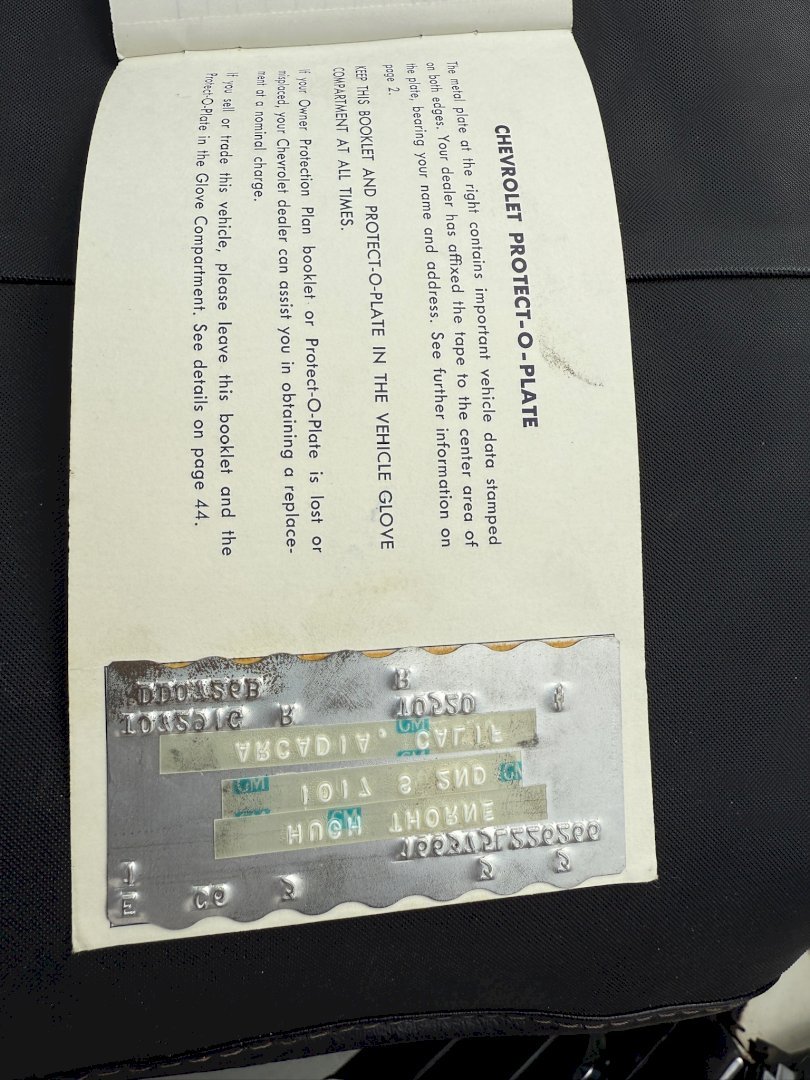 CHEVROLET PROTECT-O-PLATE
The metal plate at the right contains important vehicle data stamped
on both edges. Your dealer has affixed the tape to the center area of
the plate, bearing your name and address. See further information on
page 2.
KEEP THIS BOOKLET AND PROTECT-O-PLATE IN THE VEHICLE GLOVE
COMPARTMENT AT ALL TIMES.
If your Owner Protection Plan booklet or Protect-O-Plate is lost or
misplaced, your Chevrolet dealer can assist you in obtaining a replace-
ment at a nominal charge.
If you sell or trade this vehicle, please leave this booklet and the
Protect-O-Plate in the Glove Compartment. See details on page 44.
HUGH THORNE
1017 S 2ND
ARCADIA, CALIF